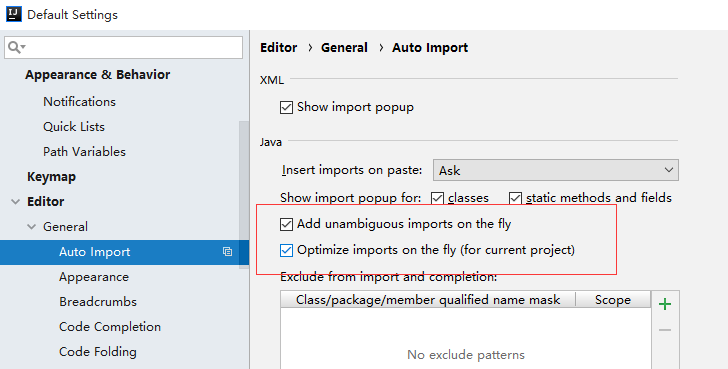 IJ Default Settings
Appearance & Behavior
Notifications
Quick Lists
Path Variables
Keymap
Editor
General
Auto Import
Appearance
Breadcrumbs
Code Completion
Code Folding
Editor › General › Auto Import
XML
Show import popup
Java
Insert imports on paste: Ask
Show import popup for: classes static methods and fields
Add unambiguous imports on the fly
Optimize imports on the fly (for current project)
Exclude from import and completion:
Class/package/member qualified name mask Scope
No exclude patterns